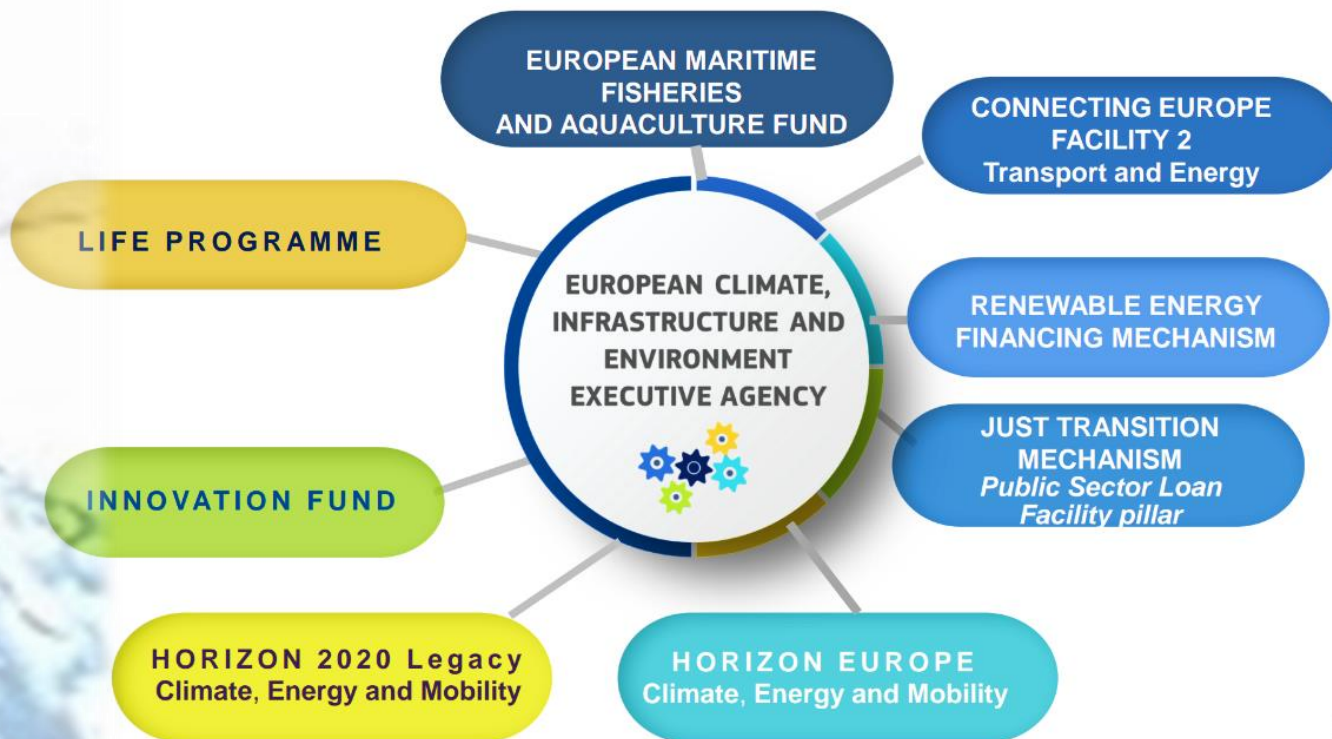 EUROPEAN MARITIME
FISHERIES
AND AQUACULTURE FUND
CONNECTING EUROPE
FACILITY 2
Transport and Energy
LIFE PROGRAMME
EUROPEAN CLIMATE,
INFRASTRUCTURE AND
ENVIRONMENT
EXECUTIVE AGENCY
RENEWABLE ENERGY
FINANCING MECHANISM
JUST TRANSITION
MECHANISM
Public Sector Loan
Facility pillar
INNOVATION FUND
HORIZON 2020 Legacy
Climate, Energy and Mobility
HORIZON EUROPE
Climate, Energy and Mobility